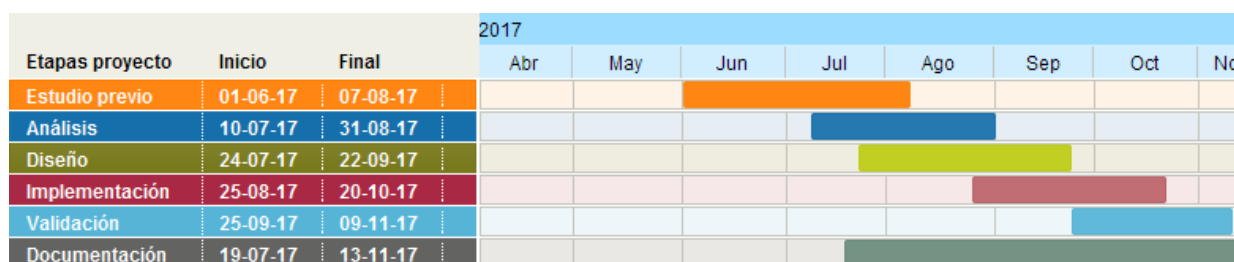 2017
Etapas proyecto Inicio Final Abr May Jun Jul Ago Sep Oct
Estudio previo 01-06-17 07-08-17
Análisis 10-07-17 31-08-17
Diseño 24-07-17 22-09-17
Implementación 25-08-17 20-10-17
Validación 25-09-17 09-11-17
Documentación 19-07-17 13-11-17